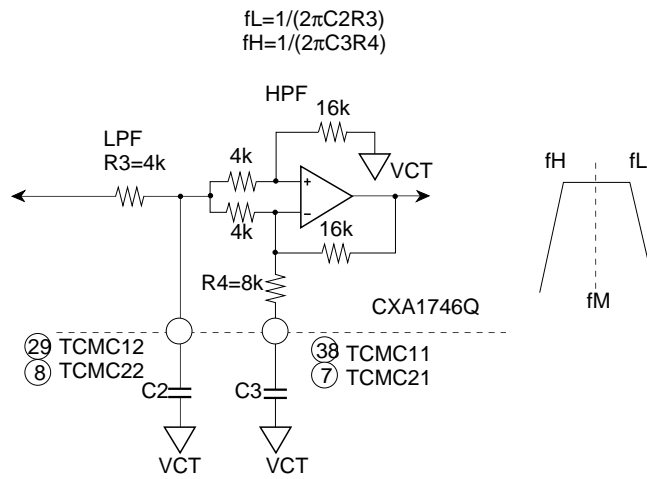 fL=1/(2πC2R3)
fH=1/(2πC3R4)
HPF
16k
LPF
R3=4k
4k
VCT
fH
fL
+
−
4k
16k
R4=8k
CXA1746Q
fM
29 TCMC12
38 TCMC11
8 TCMC22
7 TCMC21
C2
C3
VCT
VCT